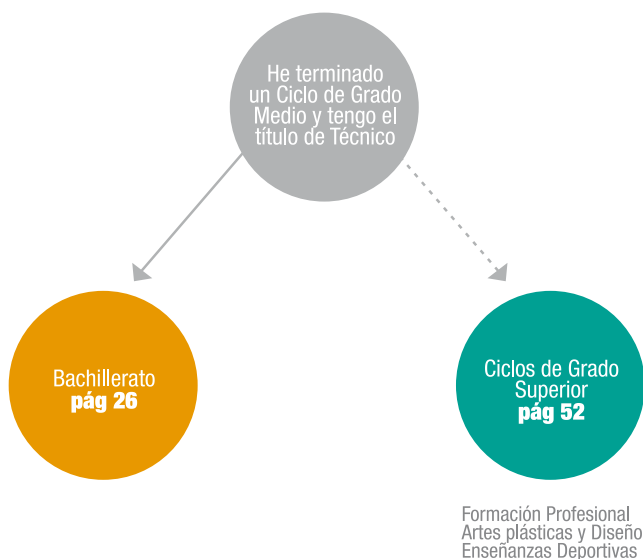 He terminado
un Ciclo de Grado
Medio y tengo el
título de Técnico
Bachillerato
pág 26
Ciclos de Grado
Superior
pág 52
Formación Profesional
Artes plásticas y Diseño
Enseñanzas Deportivas